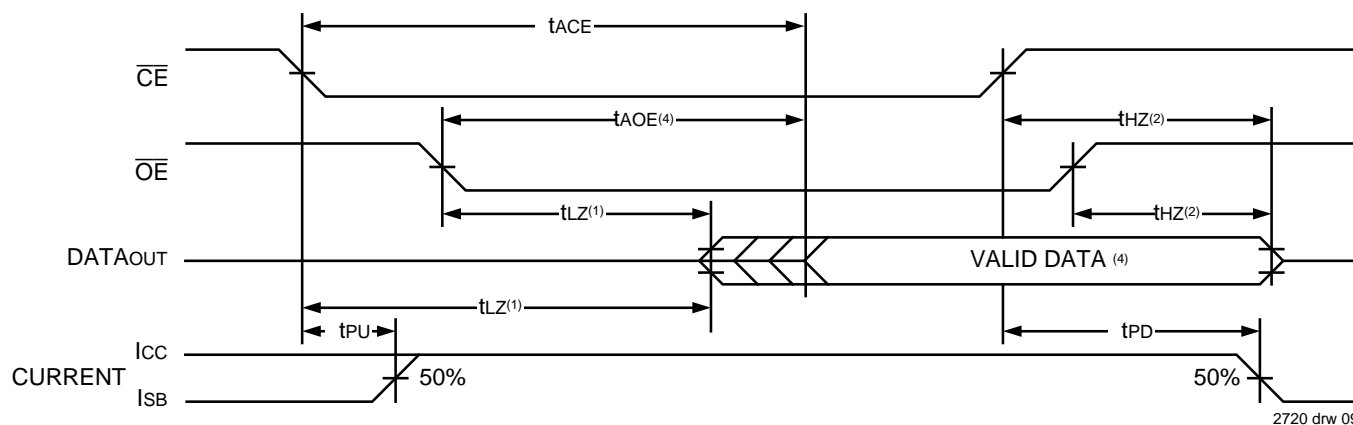 tACE
CE
tAOE(4)
tHZ(2)
OE
tLZ(1)
tHZ(2)
DATAOUT
VALID DATA (4)
tLZ(1)
tPU
tPD
ICC
CURRENT
50%
50%
ISB
2720 drw 09